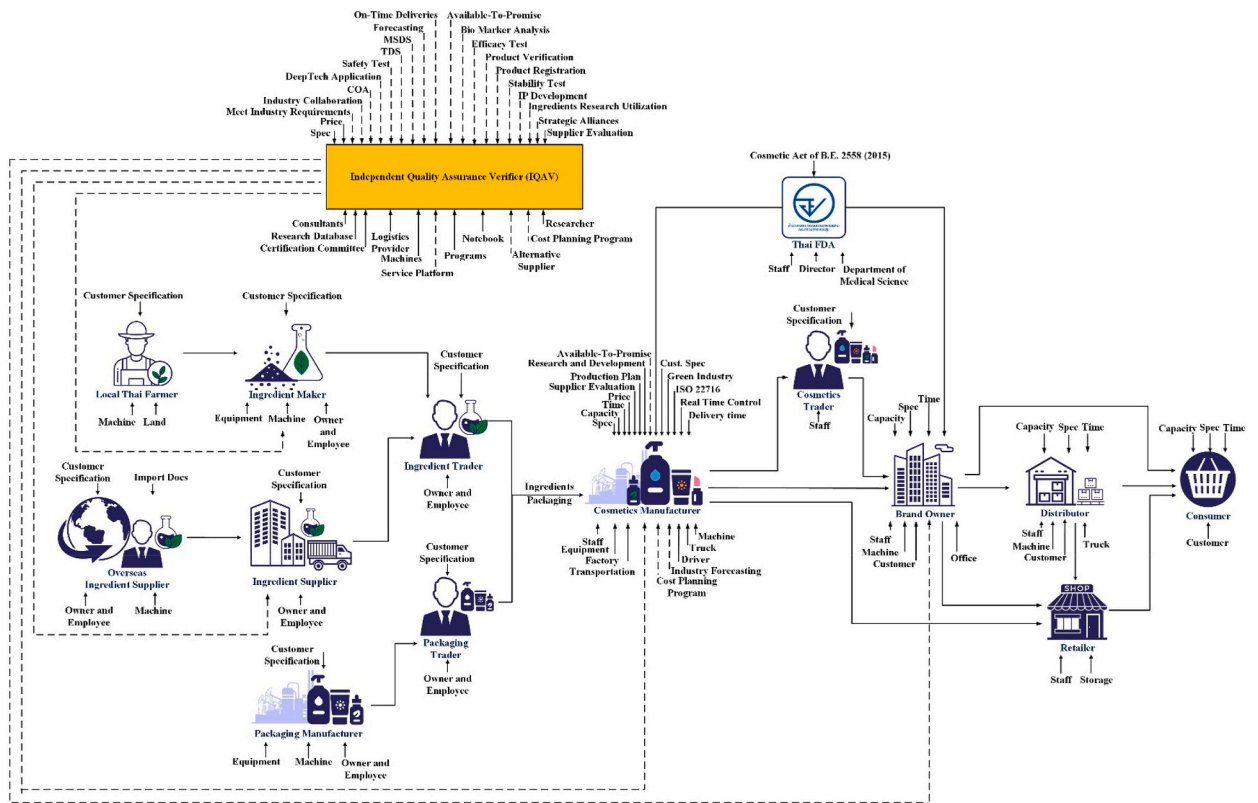 On-Time Deliveries
Available-To-Promise
Forecasting
Bio Marker Analysis
MSDS
Efficacy Test
TDS
Product Verification
Safety Test
Product Registration
DeepTech Application
Stability Test
COA
IP Development
Industry Collaboration
Ingredients Research Utilization
Meet Industry Requirements
Price
Strategic Alliances
Spec
Supplier Evaluation
Independent Quality Assurance Verifier (IQAV)
Consultants
Research Database
Certification Committee
Logistics
Provider
Machines
Service Platform
Programs
Notebook
Alternative
Supplier
Cost Planning Program
Researcher
Cosmetic Act of B.E. 2558 (2015)
Thai FDA
Staff
Director
Department of
Medical Science
Customer Specification
Local Thai Farmer
Machine
Land
Customer Specification
Ingredient Maker
Equipment
Machine
Owner
and
Employee
Customer
Specification
Ingredient Trader
Owner and
Employee
Customer
Specification
Import Docs
Overseas
Ingredient Supplier
Owner and
Employee
Machine
Customer
Specification
Ingredient Supplier
Owner and
Employee
Customer
Specification
Packaging
Trader
Owner and
Employee
Customer
Specification
Packaging Manufacturer
Equipment
Machine
Owner and
Employee
Ingredients
Packaging
Available-To-Promise
Research and Development
Production Plan
Supplier Evaluation
Price
Time
Capacity
Spec
Cust. Spec
Green Industry
ISO 22716
Real Time Control
Delivery time
Cosmetics Manufacturer
Staff
Equipment
Factory
Transportation
Machine
Truck
Driver
Industry Forecasting
Cost Planning
Program
Customer
Specification
Cosmetics
Trader
Staff
Capacity
Spec
Time
Brand Owner
Staff
Machine
Customer
Office
Capacity
Spec
Time
Distributor
Staff
Machine
Customer
Truck
SHOP
Retailer
Staff
Storage
Capacity
Spec
Time
Consumer
Customer